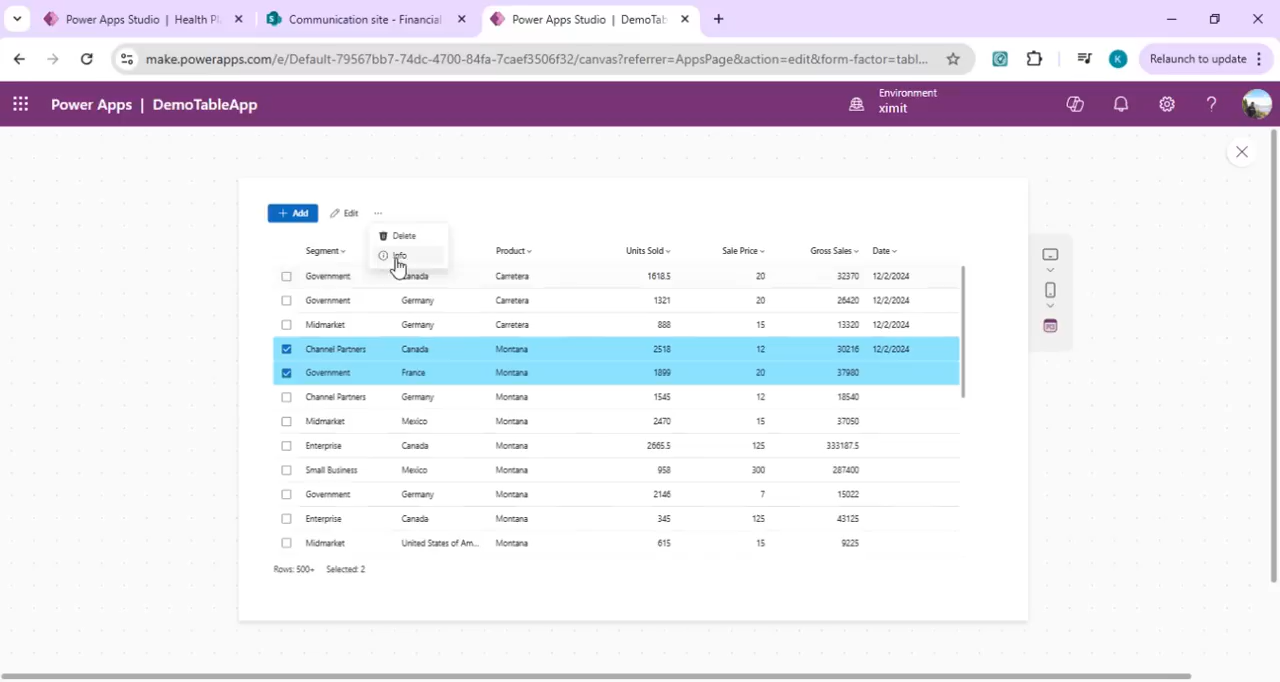 Power Apps Studio | Health Pl
Communication site - Financial
Power Apps Studio | DemoTab
make.powerapps.com/e/Default-79567bb7-74dc-4700-84fa-7caef3506f32/canvas?referrer=AppsPage&action=edit&form-factor=tabl...
K
Relaunch to update
Power Apps | DemoTableApp
Environment
ximit
+ Add Edit ...
Delete
Info
Segment Product Units Sold Sale Price Gross Sales Date
Government Canada Carretera 1618.5 20 32370 12/2/2024
Government Germany Carretera 1321 20 26420 12/2/2024
Midmarket Germany Carretera 888 15 13320 12/2/2024
Channel Partners Canada Montana 2518 12 30216 12/2/2024
Government France Montana 1899 20 37980
Channel Partners Germany Montana 1545 12 18540
Midmarket Mexico Montana 2470 15 37050
Enterprise Canada Montana 2665.5 125 333187.5
Small Business Mexico Montana 958 300 287400
Government Germany Montana 2146 7 15022
Enterprise Canada Montana 345 125 43125
Midmarket United States of Am... Montana 615 15 9225
Rows: 500+ Selected: 2